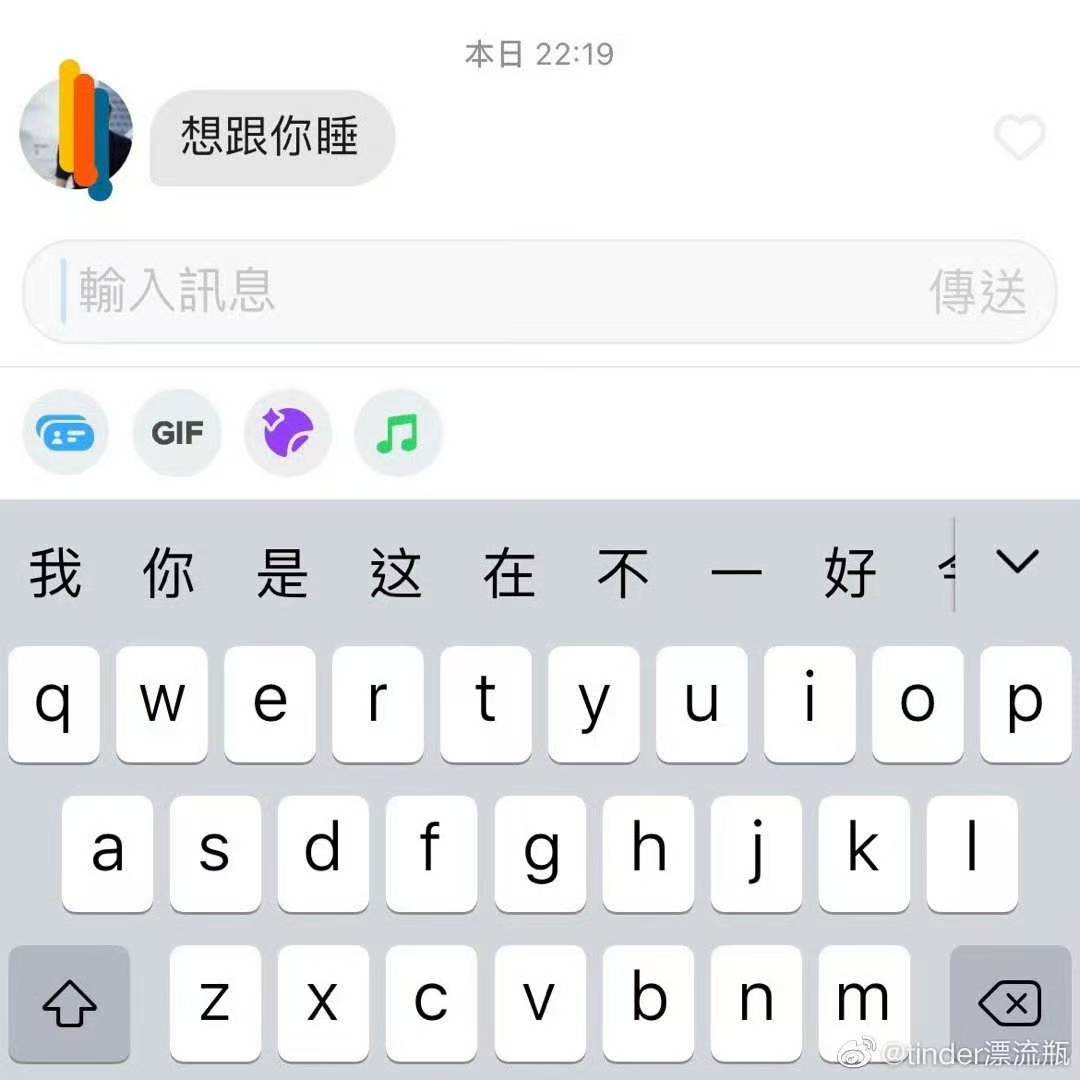 本日 22:19
想跟你睡
輸入訊息 傳送
GIF
我 你 是 这 在 不 一 好
q w e r t y u i o p
a s d f g h j k l
z x c v b n m
@tinder漂流瓶